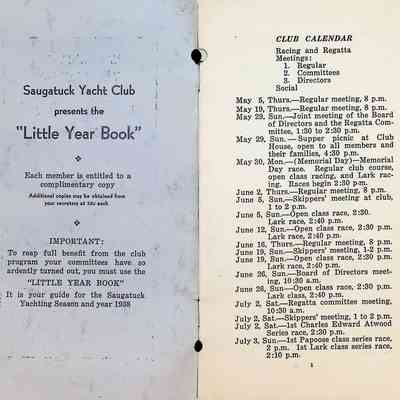 Saugatuck Yacht Club
presents the
"Little Year Book"
Each member is entitled to a
complimentary copy
Additional copies may be obtained from
your secretary at 10c each
IMPORTANT:
To reap full benefit from the club
program your committees have so
ardently turned out, you must use the
"LITTLE YEAR BOOK"
It is your guide for the Saugatuck
Yachting Season and year 1938
CLUB CALENDAR
Racing and Regatta
Meetings:
1. Regular
2. Committees
3. Directors
Social
May 5, Thurs.—Regular meeting, 8 p.m.
May 19, Thurs.—Regular meeting, 8 p.m.
May 29, Sun.—Joint meeting of the Board
of Directors and the Regatta Com-
mittee, 1:30 to 2:30 p.m.
May 29, Sun. — Supper picnic at Club
House, open to all members and
their families, 4:30 p.m.
May 30, Mon.—(Memorial Day)—Memorial
Day race. Regular club course,
open class racing, and Lark rac-
ing. Races begin 2:30 p.m.
June 2, Thurs.—Regular meeting, 8 p.m.
June 5, Sun.—Skippers' meeting at club,
1 to 2 p.m.
June 5, Sun.—Open class race, 2:30.
Lark race, 2:40 p.m.
June 12, Sun.—Open class race, 2:30 p.m.
Lark race, 2:40 p.m.
June 16, Thurs.—Regular meeting, 8 p.m.
June 19, Sun.—Skippers' meeting, 1-2 p.m.
June 19, Sun.—Open class race, 2:30 p.m.
Lark race, 2:40 p.m.
June 26, Sun.—Board of Directors meet-
ing, 10:30 a.m.
June 26, Sun.—Open class race, 2:30 p.m.
Lark class, 2:40 p.m.
July 2, Sat.—Regatta committee meeting,
10:30 a.m.
July 2, Sat.—Skippers' meeting, 1 to 2 p.m.
July 2, Sat.—1st Charles Edward Atwood
Series race, 2:30 p.m.
July 3, Sun.—1st Papoose class series race,
2 p.m. 1st Lark class series race,
2:10 p.m.
1